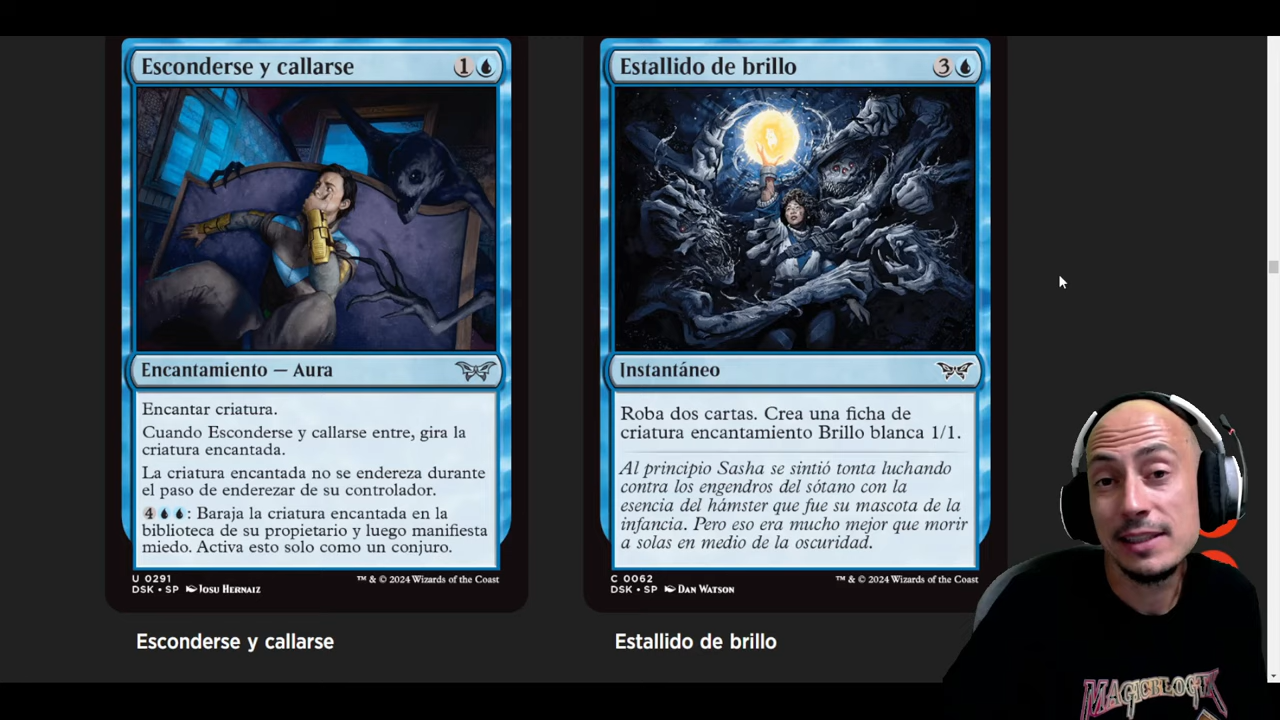 Esconderse y callarse
1
Encantamiento — Aura
Encantar criatura.
Cuando Esconderse y callarse entre, gira la
criatura encantada.
La criatura encantada no se endereza durante
el paso de enderezar de su controlador.
4 : Baraja la criatura encantada en la
biblioteca de su propietario y luego manifiesta
miedo. Activa esto solo como un conjuro.
U 0291
DSK • SP Josu Hernaiz
™ & © 2024 Wizards of the Coast
Esconderse y callarse
Estallido de brillo
3
Instantáneo
Roba dos cartas. Crea una ficha de
criatura encantamiento Brillo blanca 1/1.
Al principio Sasha se sintió tonta luchando
contra los engendros del sótano con la
esencia del hámster que fue su mascota de la
infancia. Pero eso era mucho mejor que morir
a solas en medio de la oscuridad.
C 0062
DSK • SP Dan Watson
™ & © 2024 Wizards of the Coast
Estallido de brillo